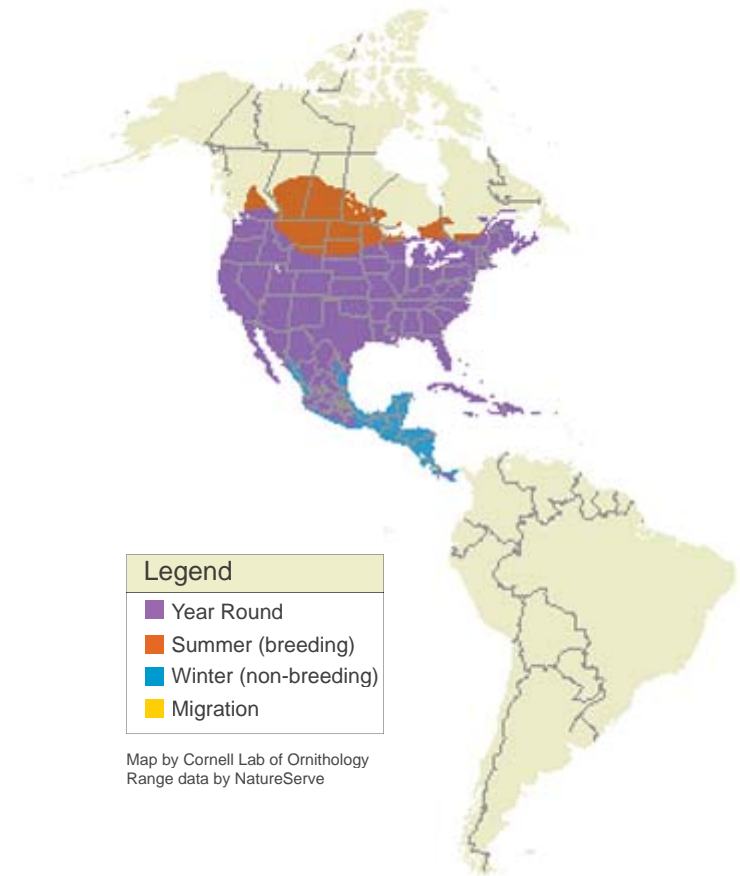 Legend
Year Round
Summer (breeding)
Winter (non-breeding)
Migration
Map by Cornell Lab of Ornithology
Range data by NatureServe